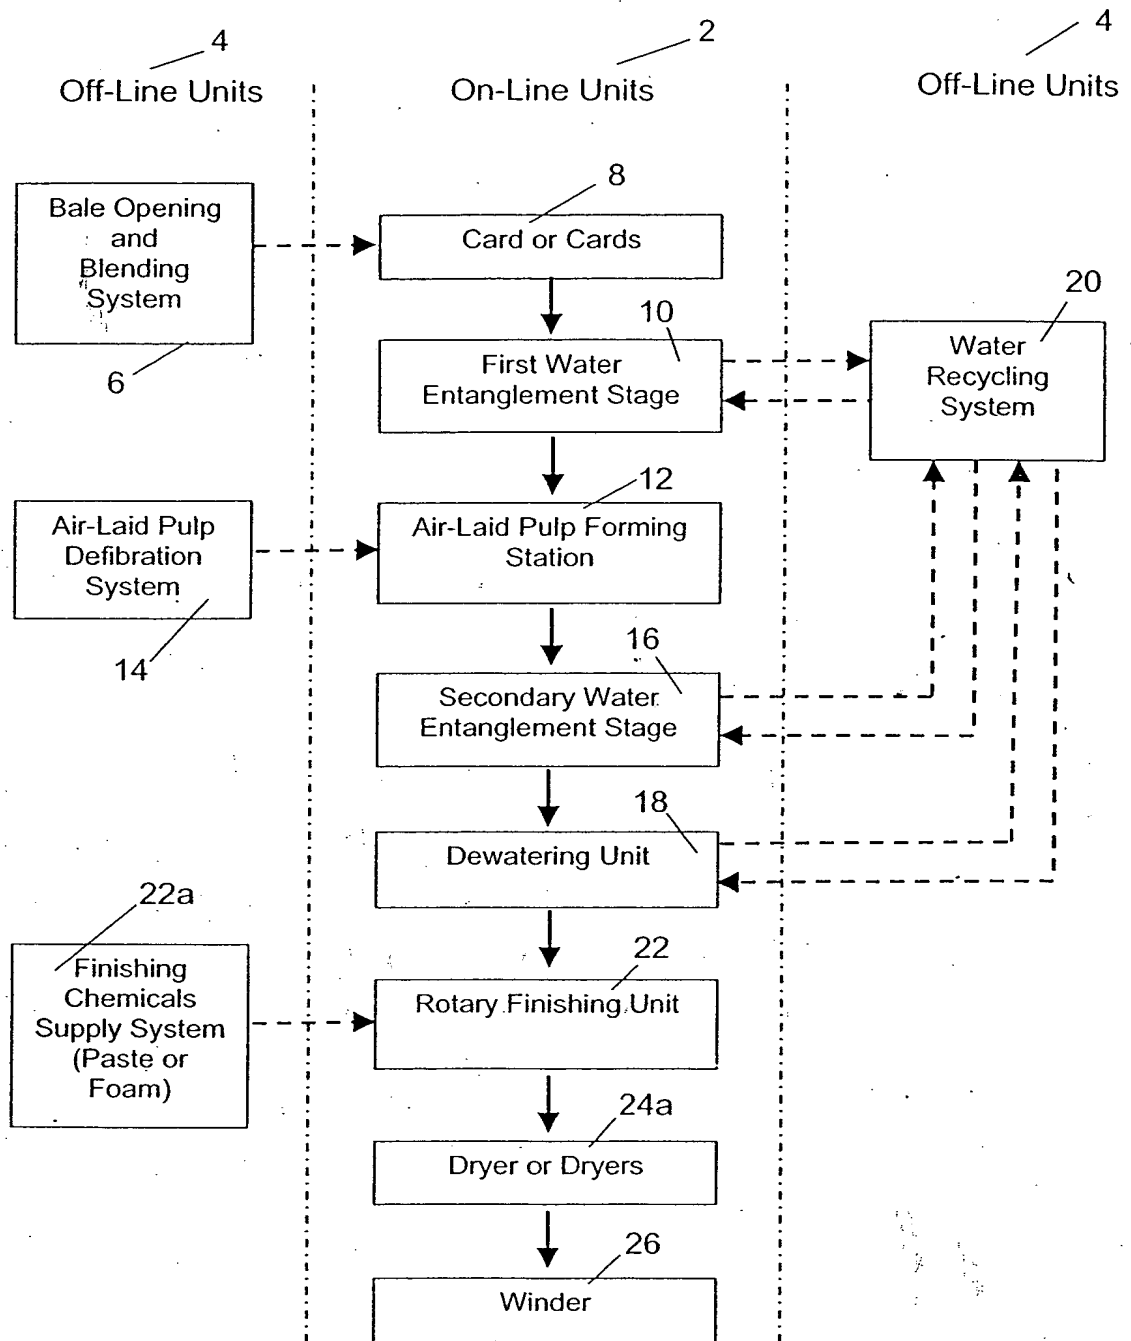 4
2
4
Off-Line Units
On-Line Units
Off-Line Units
8
Bale Opening
and
Blending
System
6
Card or Cards
10
First Water
Entanglement Stage
20
Water
Recycling
System
12
Air-Laid Pulp
Defibration
System
14
Air-Laid Pulp Forming
Station
16
Secondary Water
Entanglement Stage
18
Dewatering Unit
22a
Finishing
Chemicals
Supply System
(Paste or
Foam)
22
Rotary Finishing Unit
24a
Dryer or Dryers
26
Winder